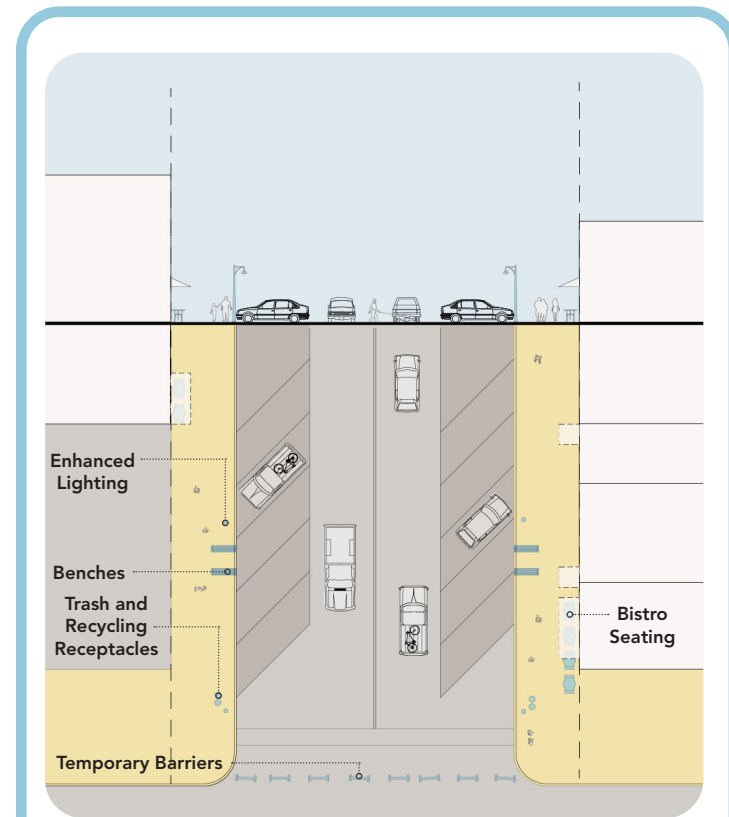 Enhanced
Lighting
Benches
Trash and
Recycling
Receptacles
Bistro
Seating
Temporary Barriers